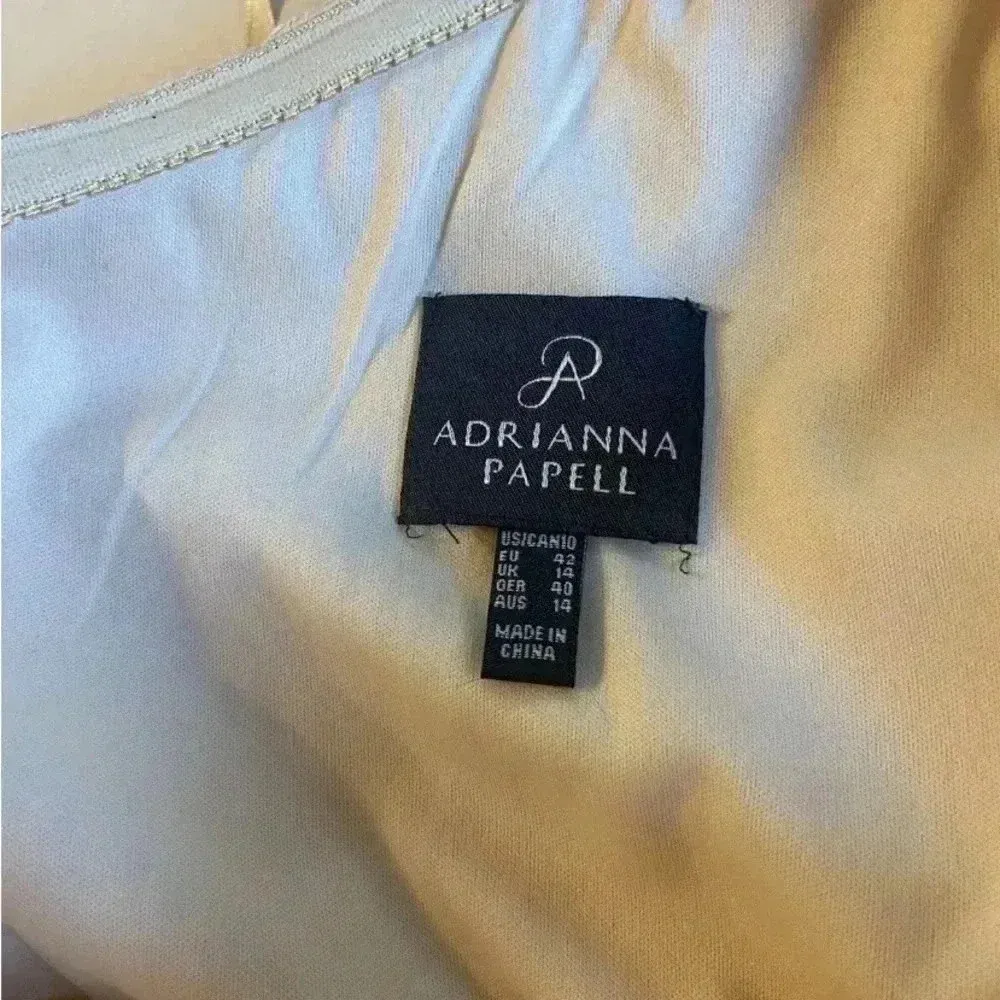 ADRIANNA
PAPELL
US/CAN10
EU 42
UK 14
GER 40
AUS 14
MADE IN
CHINA